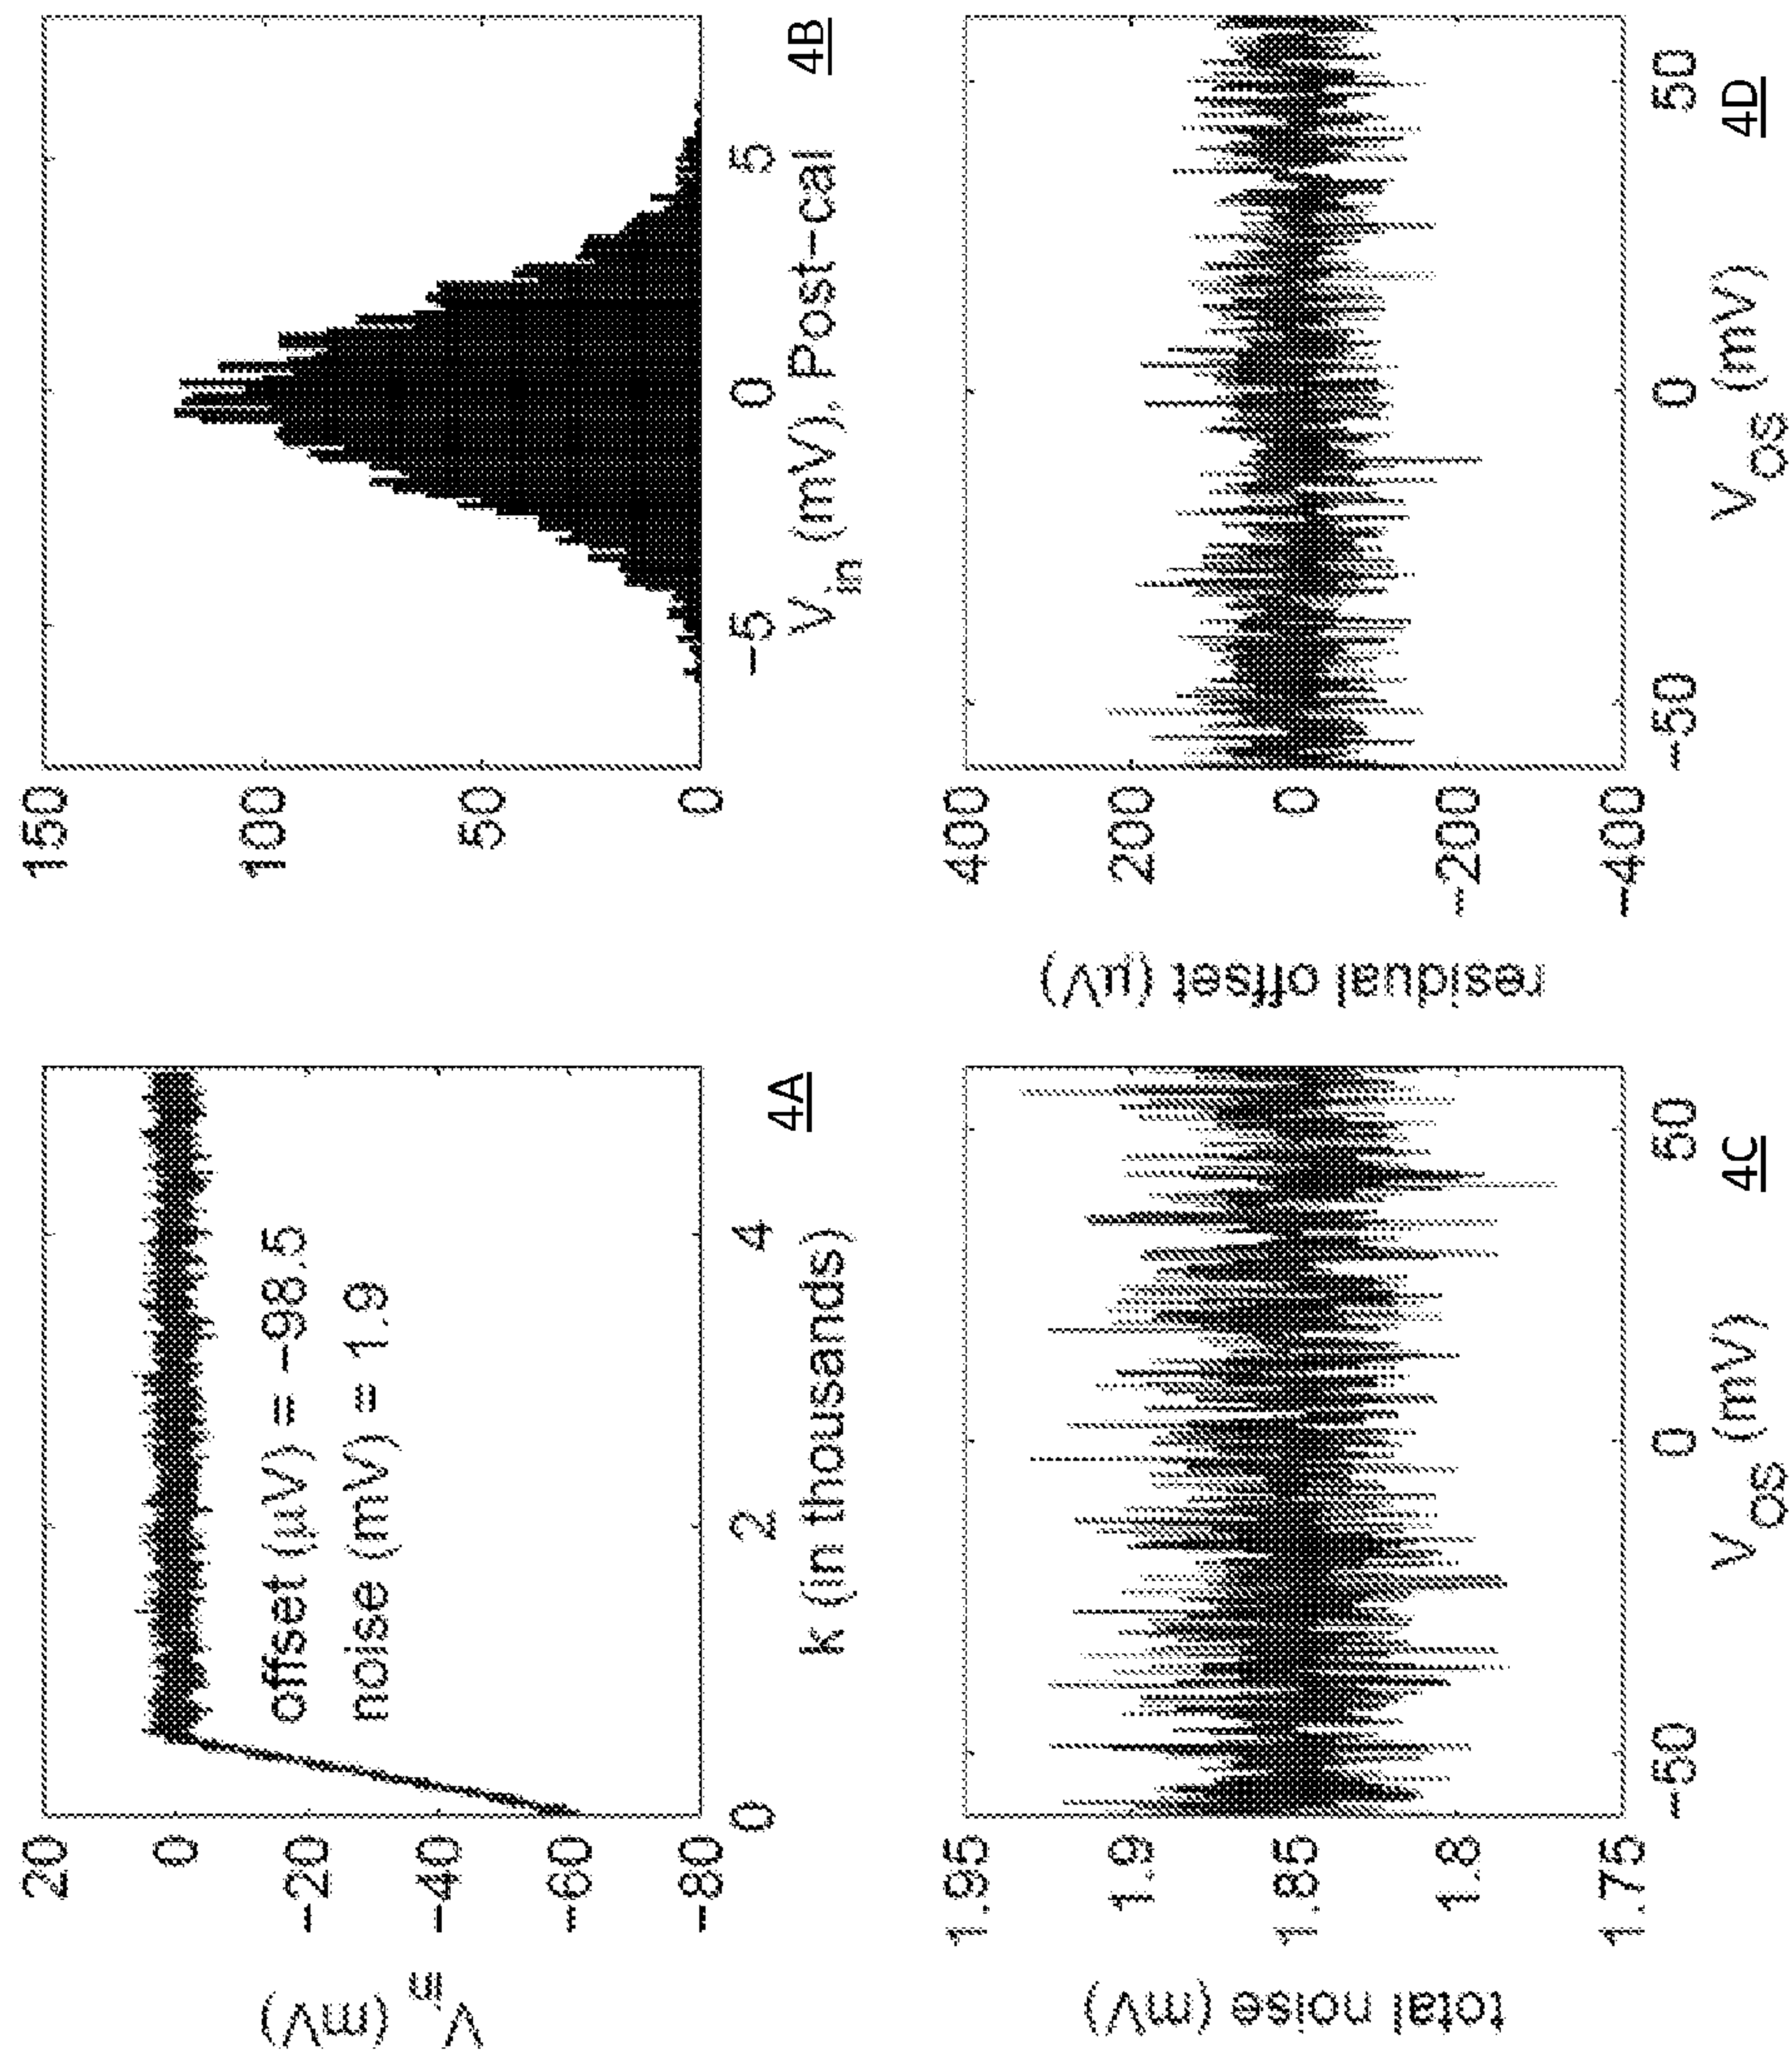 20
0
−20
−40
−60
−80
V_in
(mV)
offset (μV) = −98.5
noise (mV) = 1.9
0
2
4
k (in thousands)
4A
150
100
50
0
−5
0
5
V_in (mV), Post−cal
4B
1.95
1.9
1.85
1.8
1.75
total noise (mV)
−50
0
50
V_OS (mV)
4C
400
200
0
−200
−400
residual offset (μV)
−50
0
50
V_OS (mV)
4D